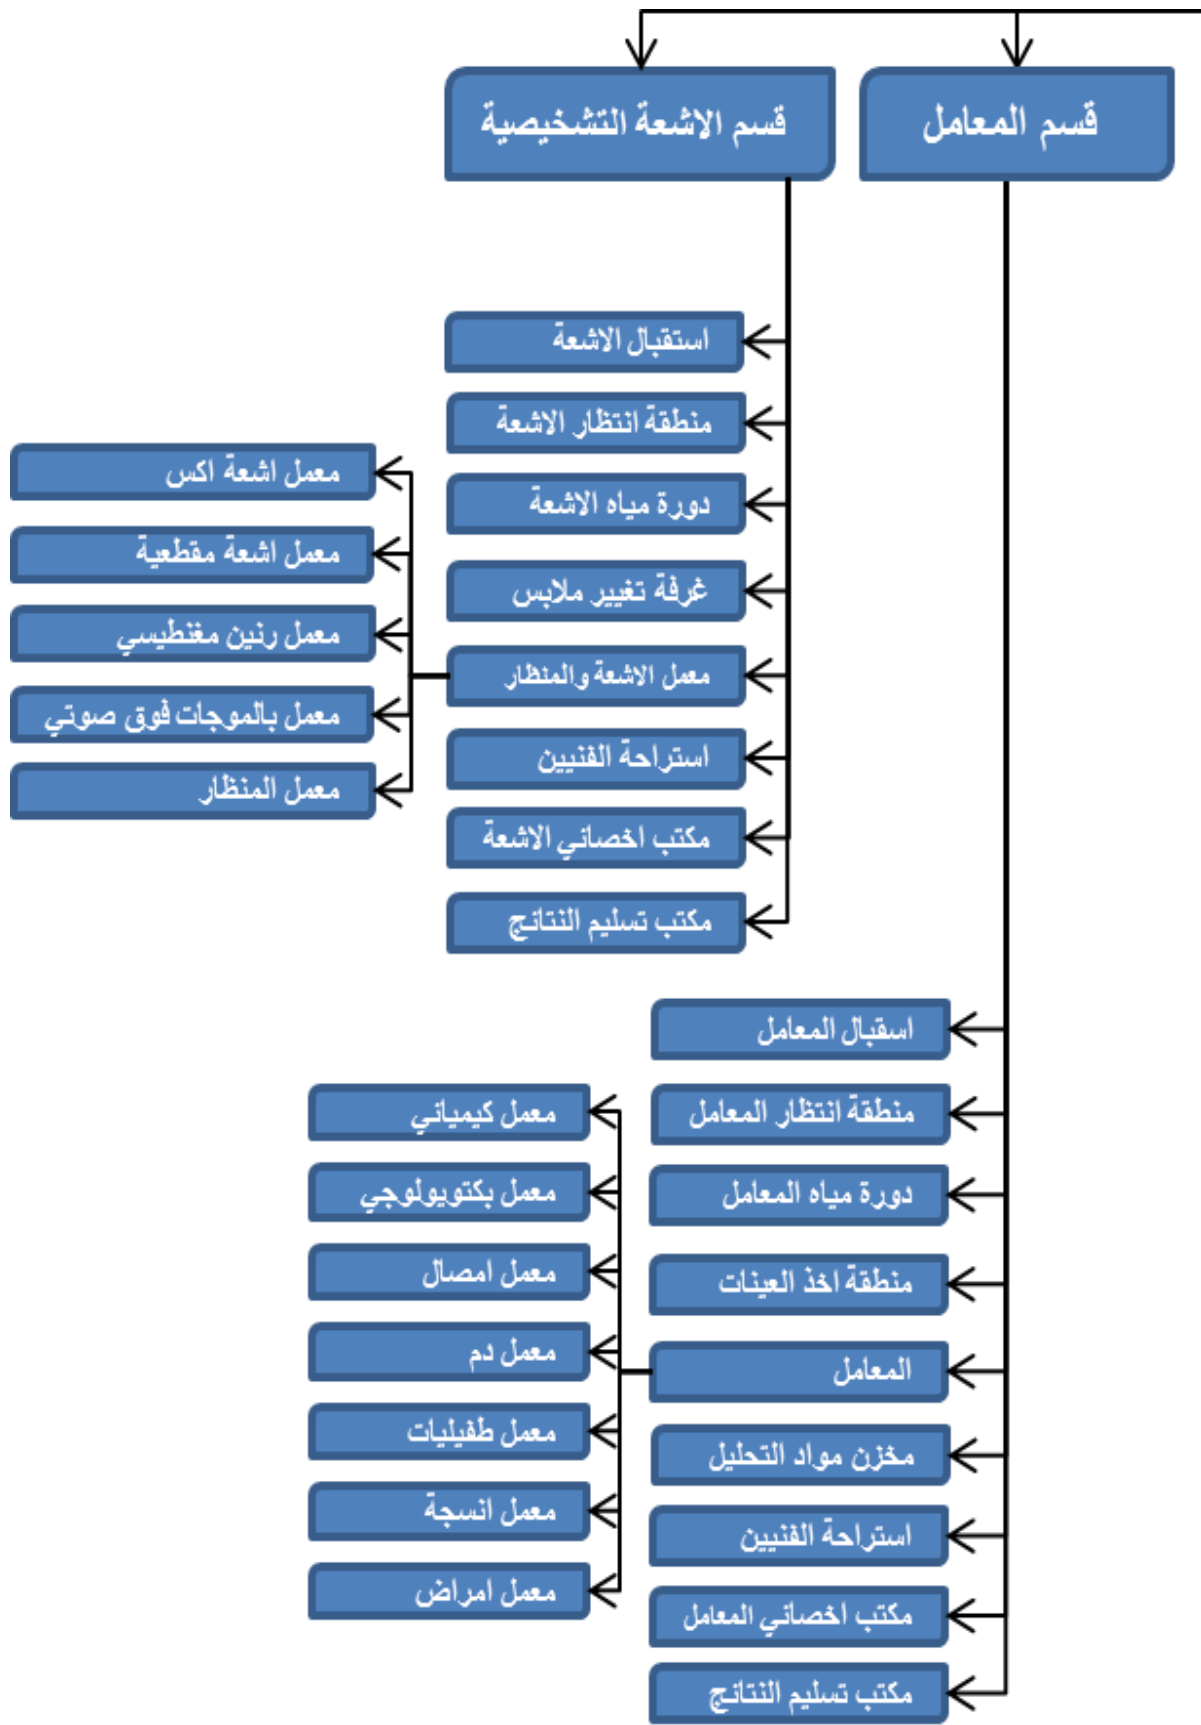 قسم المعامل
قسم الاشعة التشخيصية
استقبال الاشعة
منطقة انتظار الاشعة
دورة مياه الاشعة
غرفة تغيير ملابس
معمل الاشعة والمنظار
استراحة الفنيين
مكتب اخصائي الاشعة
مكتب تسليم النتائج
معمل اشعة اكس
معمل اشعة مقطعية
معمل رنين مغنطيسي
معمل بالموجات فوق صوتي
معمل المنظار
اسقبال المعامل
منطقة انتظار المعامل
دورة مياه المعامل
منطقة اخذ العينات
المعامل
مخزن مواد التحليل
استراحة الفنيين
مكتب اخصائي المعامل
مكتب تسليم النتائج
معمل كيميائي
معمل بكتويولوجي
معمل امصال
معمل دم
معمل طفيليات
معمل انسجة
معمل امراض